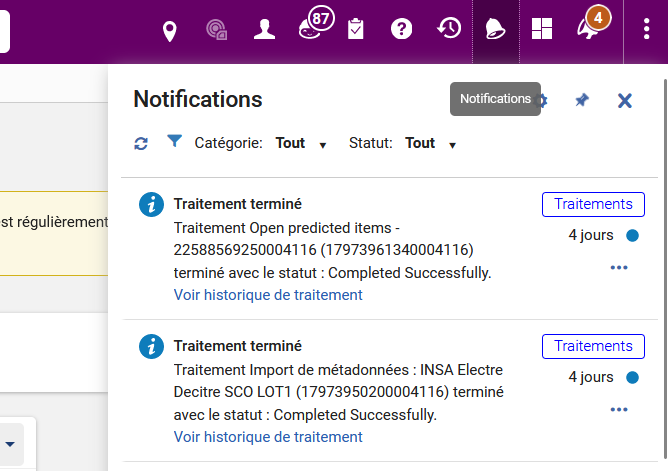 87
4
Notifications
Notifications
Catégorie: Tout Statut: Tout
Traitement terminé
Traitements
Traitement Open predicted items -
22588569250004116 (17973961340004116)
terminé avec le statut : Completed Successfully.
4 jours
Voir historique de traitement
est régulièrement
Traitement terminé
Traitements
Traitement Import de métadonnées : INSA Electre
Decitre SCO LOT1 (17973950200004116) terminé
avec le statut : Completed Successfully.
4 jours
Voir historique de traitement